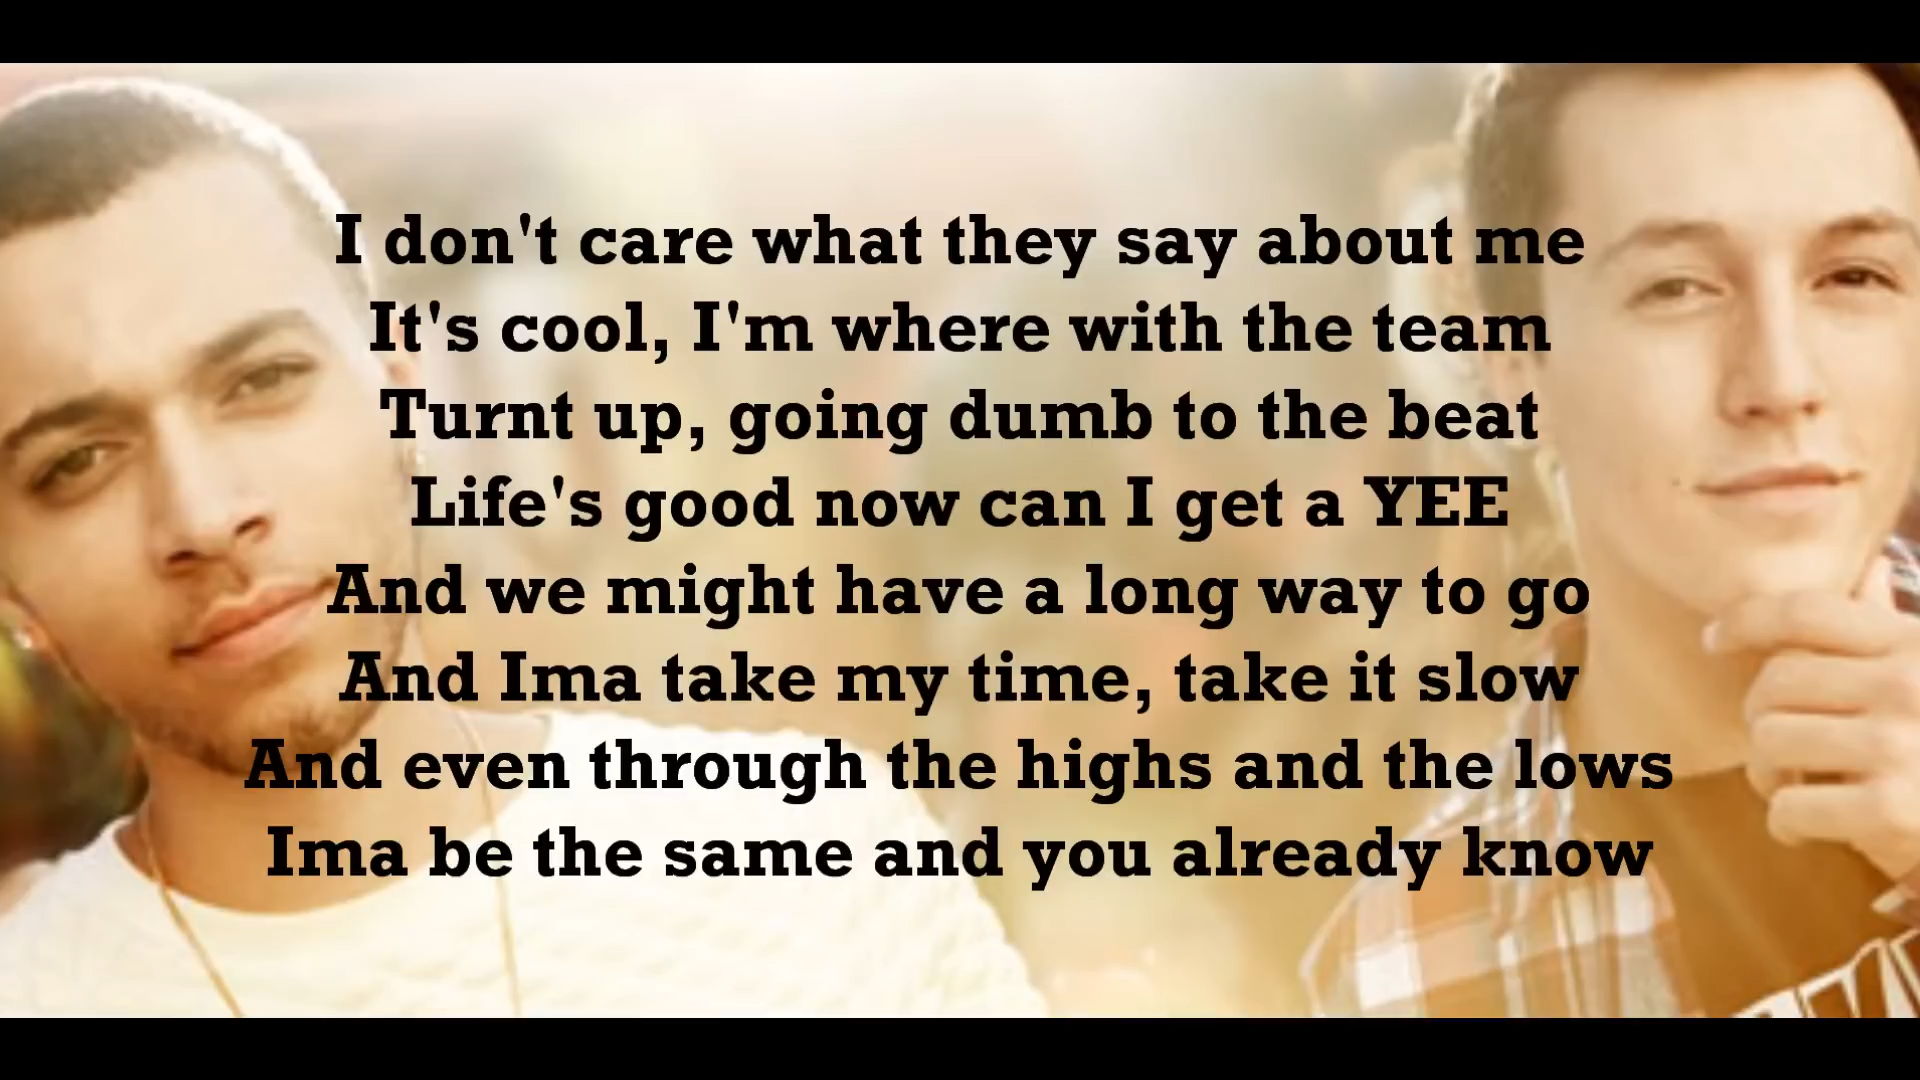 I don't care what they say about me
It's cool, I'm where with the team
Turnt up, going dumb to the beat
Life's good now can I get a YEE
And we might have a long way to go
And Ima take my time, take it slow
And even through the highs and the lows
Ima be the same and you already know